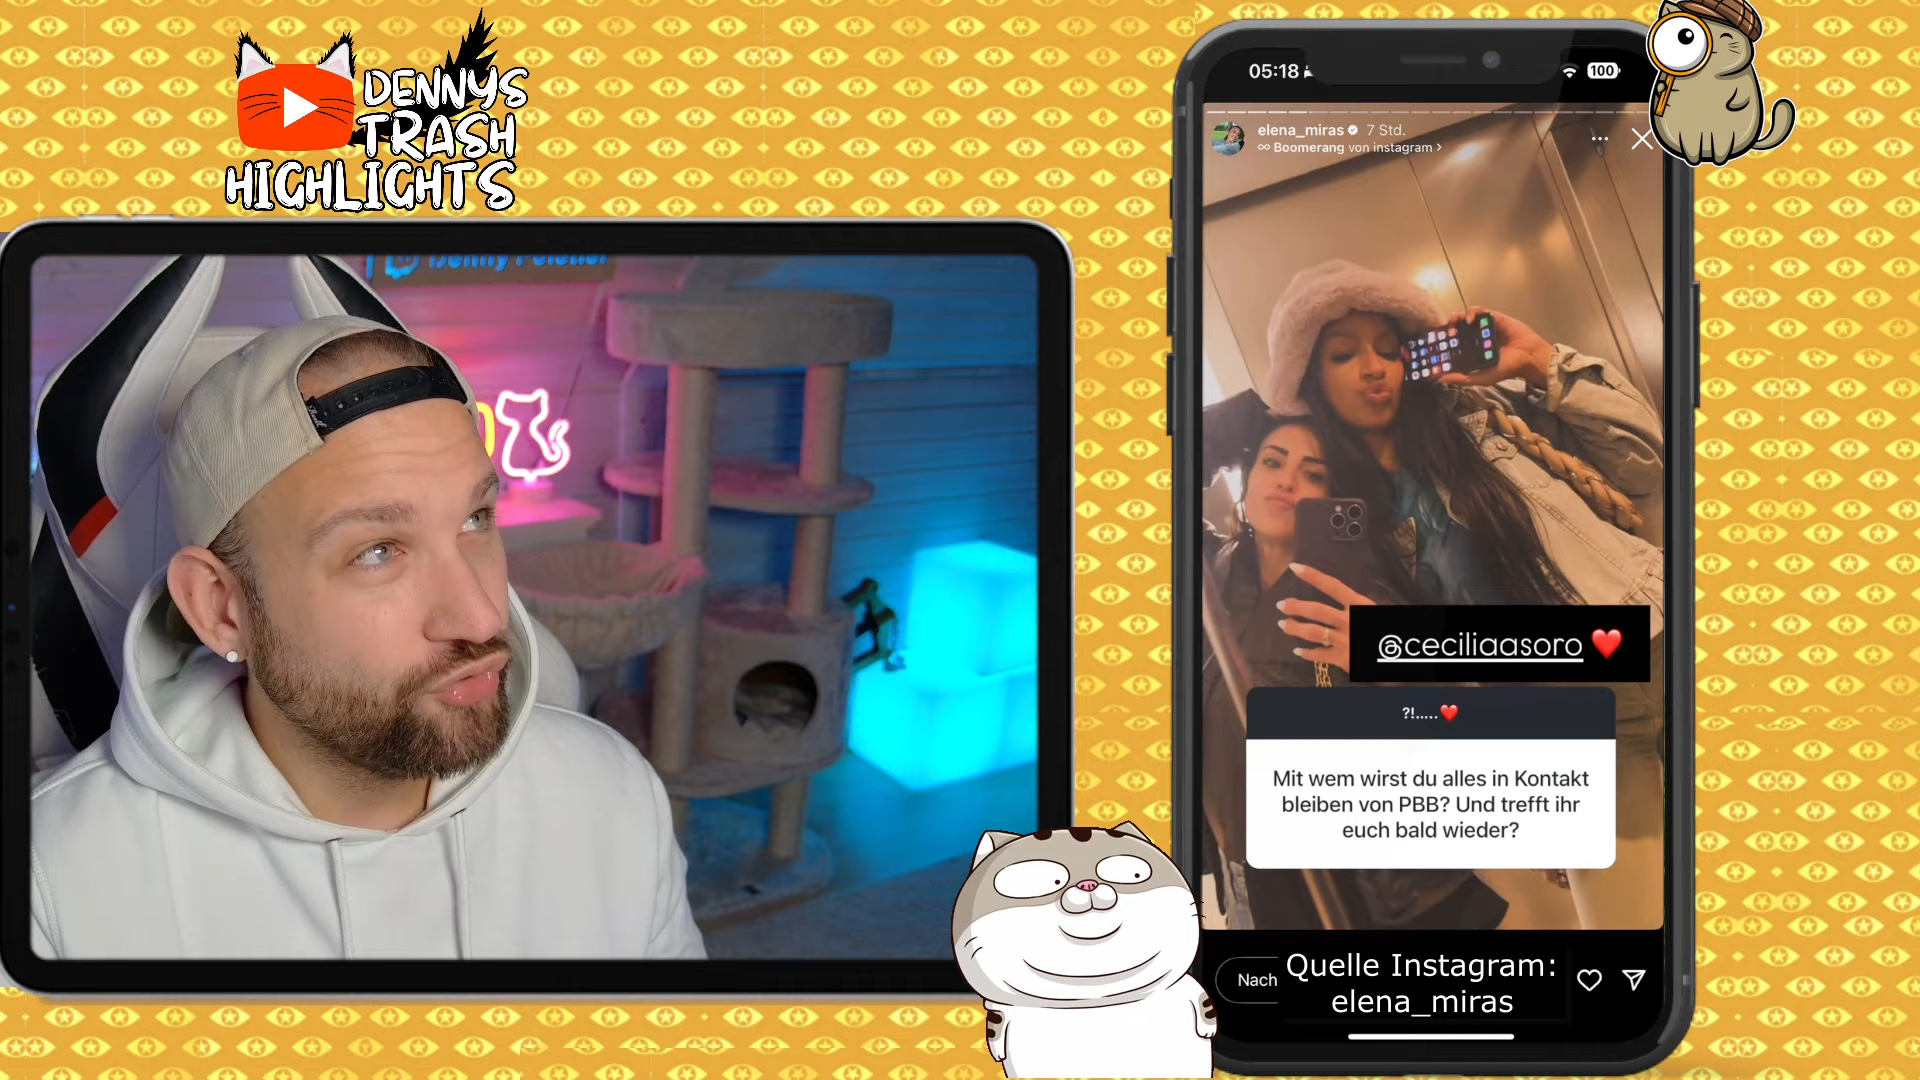 DENNYS
TRASH
HIGHLIGHTS
05:18
100
elena_miras 7 Std.
∞ Boomerang von instagram >
@ceciliaasoro ❤️
?!.....❤️
Mit wem wirst du alles in Kontakt
bleiben von PBB? Und trefft ihr
euch bald wieder?
Nach
Quelle Instagram:
elena_miras